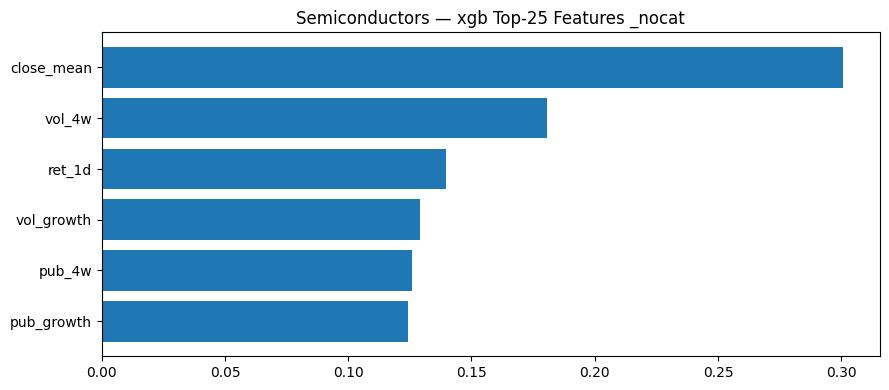 Semiconductors — xgb Top-25 Features _nocat
close_mean
vol_4w
ret_1d
vol_growth
pub_4w
pub_growth
0.00 0.05 0.10 0.15 0.20 0.25 0.30